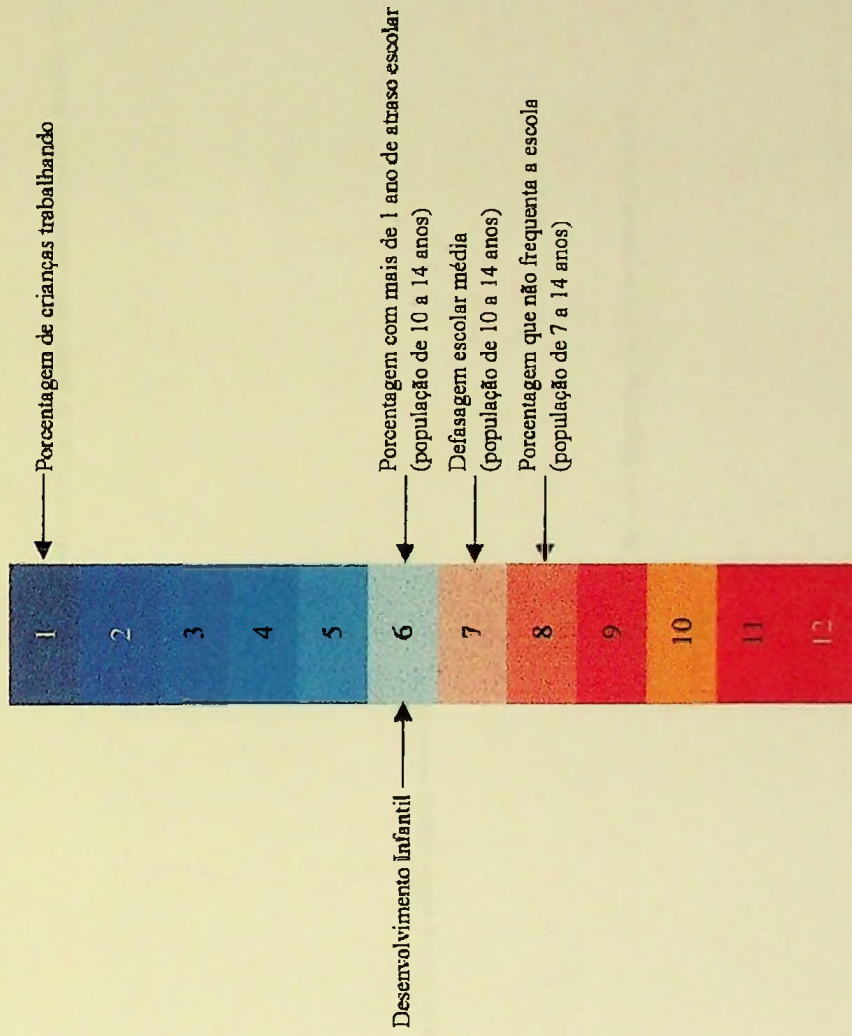 Porcentagem de crianças trabalhando
1
2
3
4
5
Desenvolvimento Infantil
6
Porcentagem com mais de 1 ano de atraso escolar
(população de 10 a 14 anos)
7
Defasagem escolar média
(população de 10 a 14 anos)
8
Porcentagem que não frequenta a escola
(população de 7 a 14 anos)
9
10
11
12